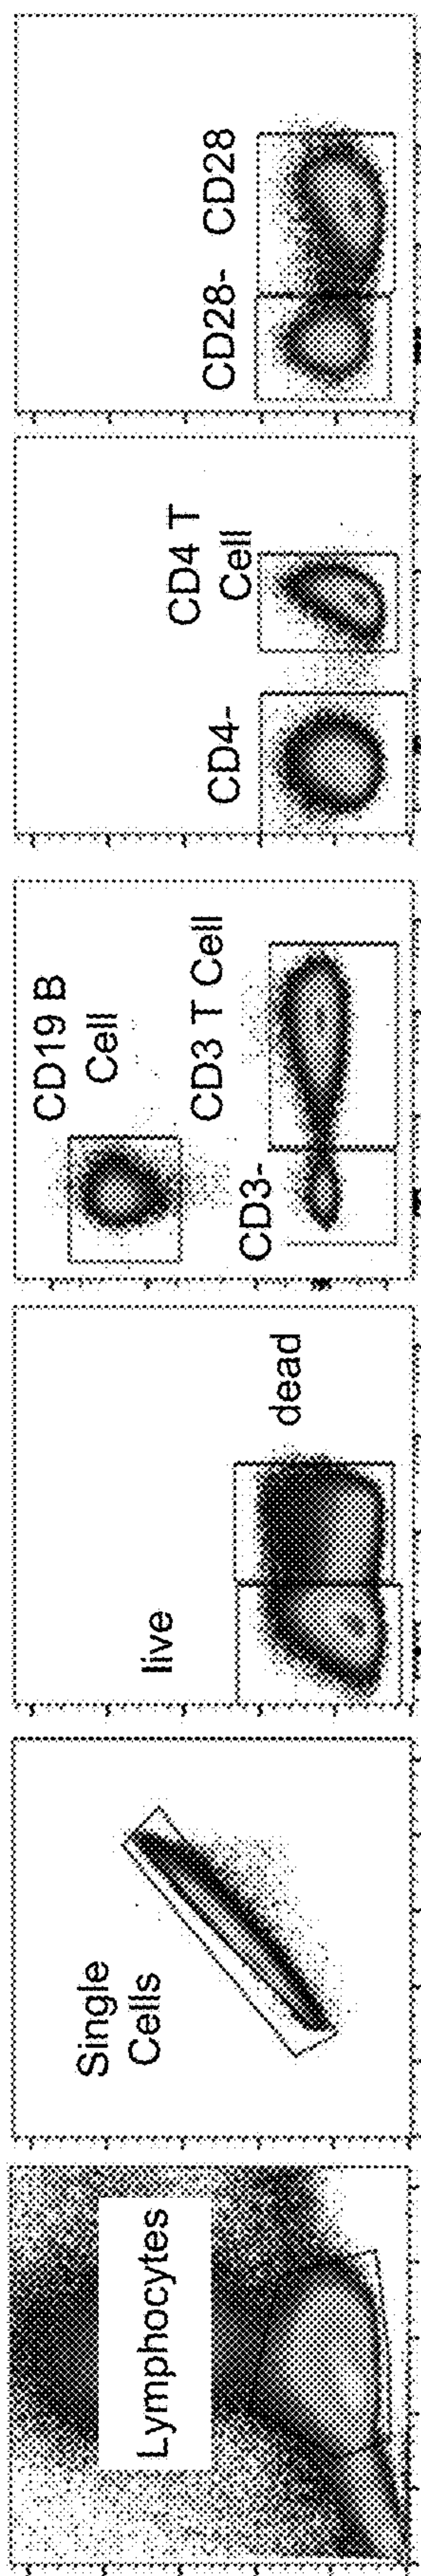 Lymphocytes
Single
Cells
live
dead
CD19 B
Cell
CD3-
CD3 T Cell
CD4-
CD4 T
Cell
CD28-
CD28